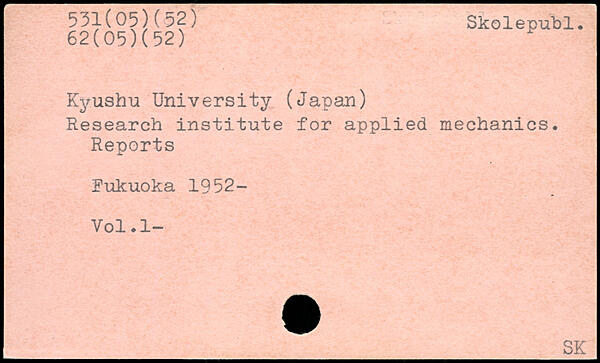 531(05)(52) Skolepubl.
62(05)(52)
Kyushu University (Japan)
Research institute for applied mechanics.
Reports
Fukuoka 1952-
Vol.1-
SK